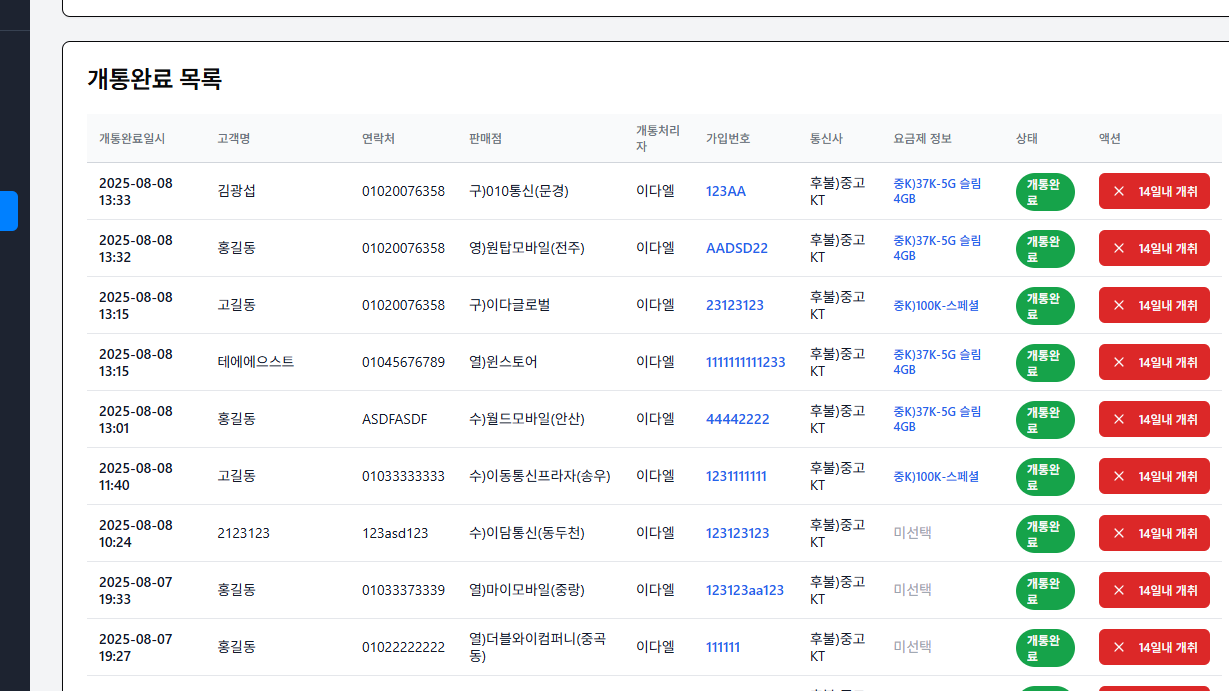 개통완료 목록
개통완료일시 고객명 연락처 판매점 개통처리자 가입번호 통신사 요금제 정보 상태 액션
2025-08-08 13:33 김광섭 01020076358 구)010통신(문경) 이다엘 123AA 후불)중고KT 중K)37K-5G 슬림 4GB 개통완료 14일내 개취
2025-08-08 13:32 홍길동 01020076358 영)원탑모바일(전주) 이다엘 AADSD22 후불)중고KT 중K)37K-5G 슬림 4GB 개통완료 14일내 개취
2025-08-08 13:15 고길동 01020076358 구)이다글로벌 이다엘 23123123 후불)중고KT 중K)100K-스페셜 개통완료 14일내 개취
2025-08-08 13:15 테에에으스트 01045676789 열)윈스토어 이다엘 1111111111233 후불)중고KT 중K)37K-5G 슬림 4GB 개통완료 14일내 개취
2025-08-08 13:01 홍길동 ASDFASDF 수)월드모바일(안산) 이다엘 44442222 후불)중고KT 중K)37K-5G 슬림 4GB 개통완료 14일내 개취
2025-08-08 11:40 고길동 01033333333 수)이동통신프라자(송우) 이다엘 1231111111 후불)중고KT 중K)100K-스페셜 개통완료 14일내 개취
2025-08-08 10:24 2123123 123asd123 수)이담통신(동두천) 이다엘 123123123 후불)중고KT 미선택 개통완료 14일내 개취
2025-08-07 19:33 홍길동 01033373339 열)마이모바일(중랑) 이다엘 123123aa123 후불)중고KT 미선택 개통완료 14일내 개취
2025-08-07 19:27 홍길동 01022222222 열)더블와이컴퍼니(중곡동) 이다엘 111111 후불)중고KT 미선택 개통완료 14일내 개취